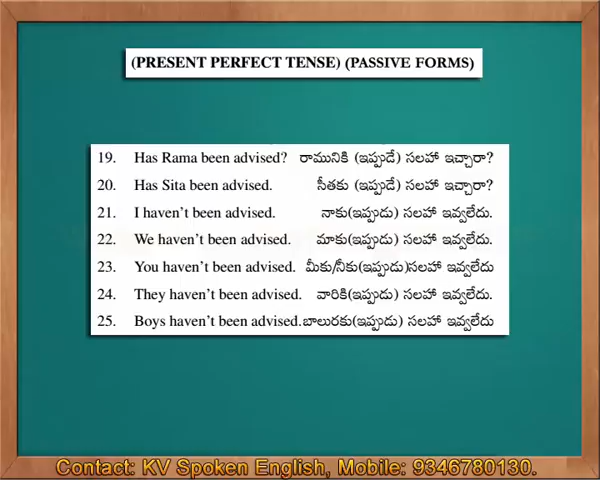 (PRESENT PERFECT TENSE) (PASSIVE FORMS)
19. Has Rama been advised? రామునికి (ఇప్పుడే) సలహా ఇచ్చారా?
20. Has Sita been advised. సీతకు (ఇప్పుడే) సలహా ఇచ్చారా?
21. I haven't been advised. నాకు(ఇప్పుడు) సలహా ఇవ్వలేదు.
22. We haven't been advised. మాకు(ఇప్పుడు) సలహా ఇవ్వలేదు.
23. You haven't been advised. మీకు/నీకు(ఇప్పుడు)సలహా ఇవ్వలేదు
24. They haven't been advised. వారికి(ఇప్పుడు) సలహా ఇవ్వలేదు.
25. Boys haven't been advised. బాలురకు(ఇప్పుడు) సలహా ఇవ్వలేదు
Contact: KV Spoken English, Mobile: 9346780130.